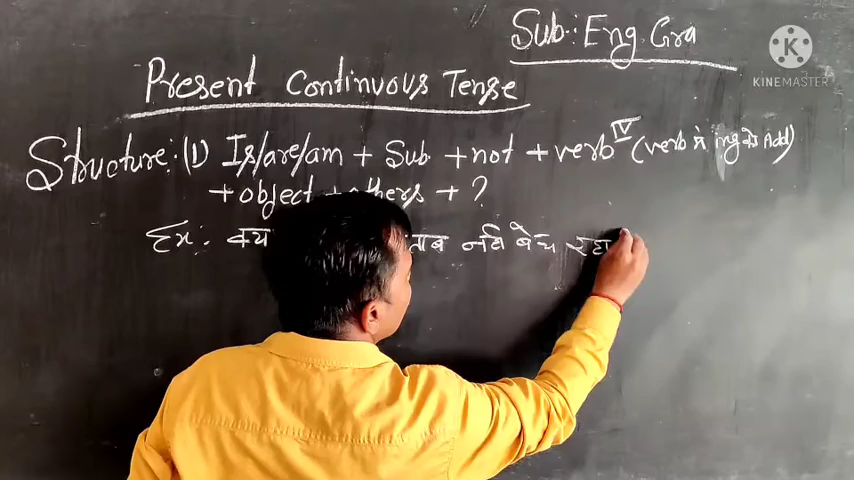 Sub: Eng. Gra
Present Continuous Tense
Structure: (1) Is/are/am + Sub + not + verb IV (verb में ing को Add)
+ object + others + ?
Ex:. क्य ताब नहि बेच रहा
K
KINEMASTER